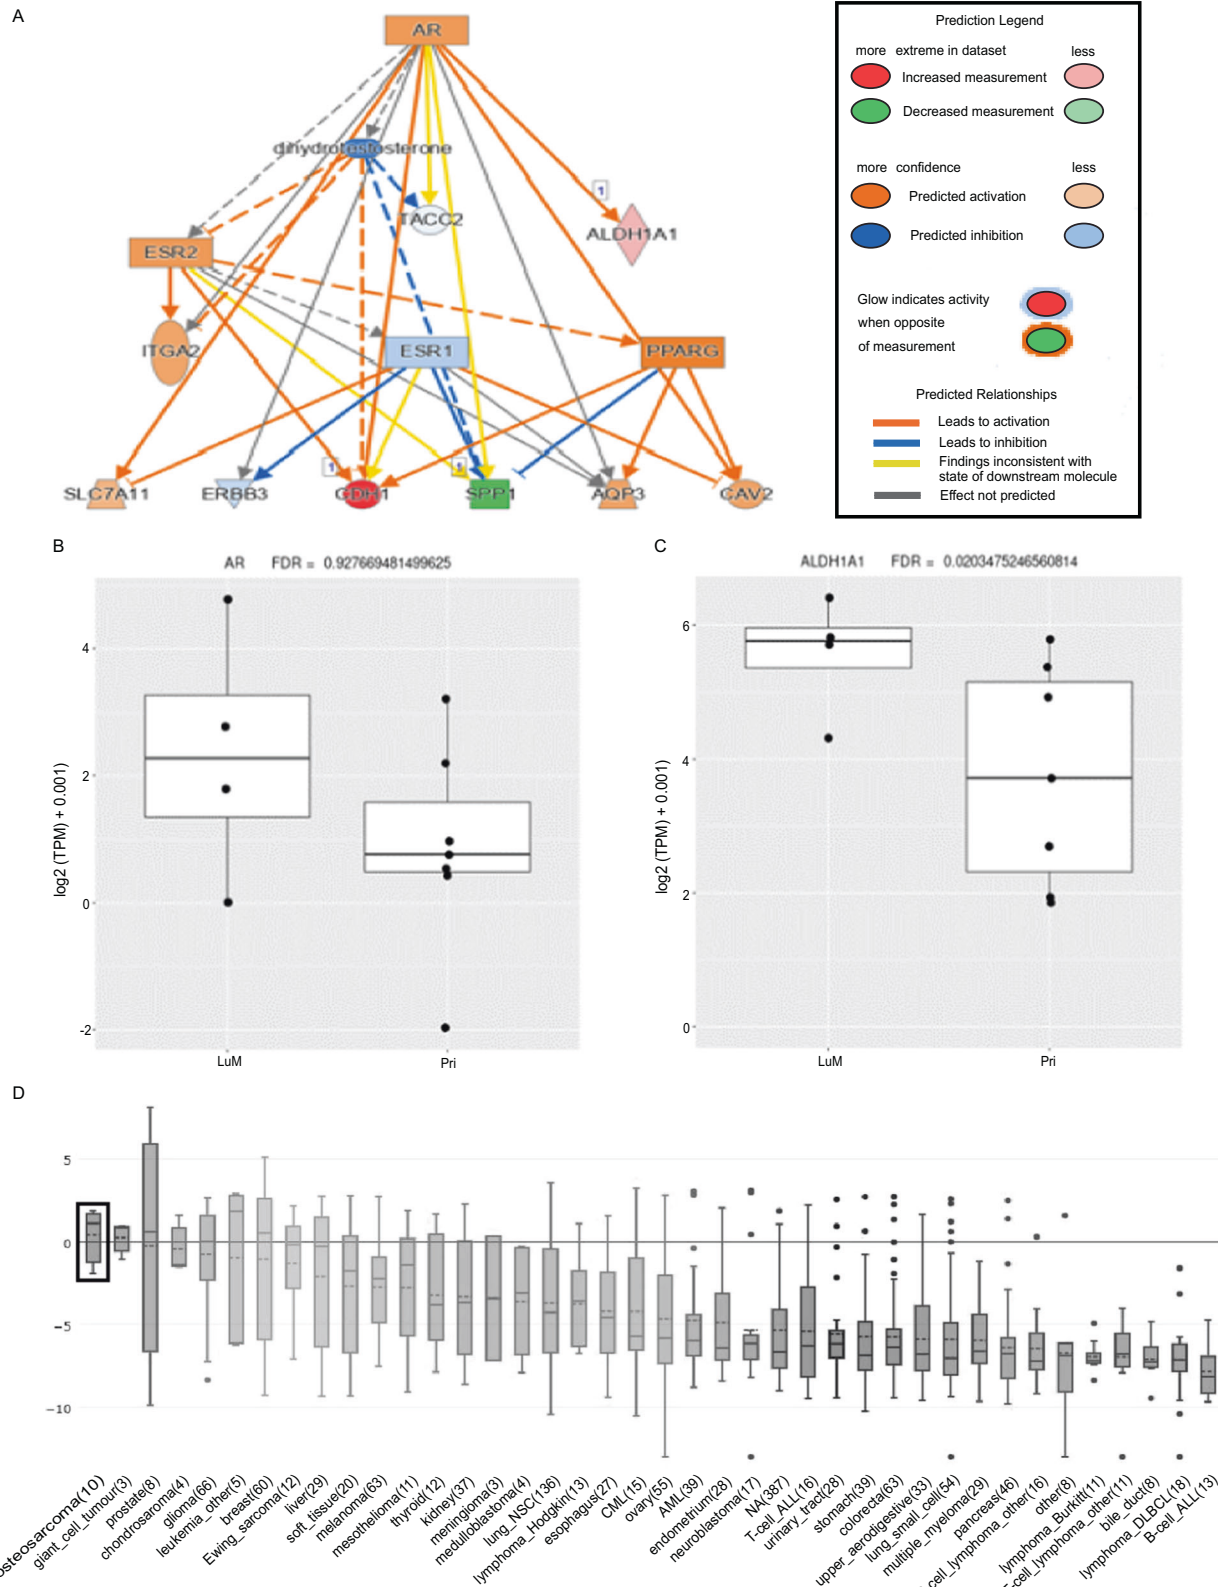 A
AR
dihydrotestosterone
TACC2
1
ALDH1A1
ESR2
ITGA2
ESR1
PPARG
1
1
SLC7A11
ERBB3
CDH1
SPP1
AQP3
CAV2
Prediction Legend
more extreme in dataset less
Increased measurement
Decreased measurement
more confidence less
Predicted activation
Predicted inhibition
Glow indicates activity
when opposite
of measurement
Predicted Relationships
Leads to activation
Leads to inhibition
Findings inconsistent with
state of downstream molecule
Effect not predicted
B
AR FDR = 0.927669481499625
log2 (TPM) + 0.001)
4
2
0
-2
LuM Pri
C
ALDH1A1 FDR = 0.0203475246560814
log2 (TPM) + 0.001)
6
4
2
0
LuM Pri
D
5
0
-5
-10
osteosarcoma(10)
giant_cell_tumour(3)
prostate(8)
chondrosarcoma(4)
glioma(66)
leukemia_other(5)
breast(60)
Ewing_sarcoma(12)
liver(29)
soft_tissue(20)
melanoma(63)
mesothelioma(11)
thyroid(12)
kidney(37)
meningioma(3)
medulloblastoma(4)
lung_NSC(136)
lymphoma_Hodgkin(13)
esophagus(27)
CML(15)
ovary(55)
AML(39)
endometrium(28)
neuroblastoma(17)
NA(387)
T-cell_ALL(16)
urinary_tract(28)
stomach(39)
colorectal(63)
upper_aerodigestive(33)
lung_small_cell(54)
multiple_myeloma(29)
pancreas(46)
-cell_lymphoma_other(16)
other(8)
lymphoma_Burkitt(11)
-cell_lymphoma_other(11)
bile_duct(8)
lymphoma_DLBCL(18)
B-cell_ALL(13)